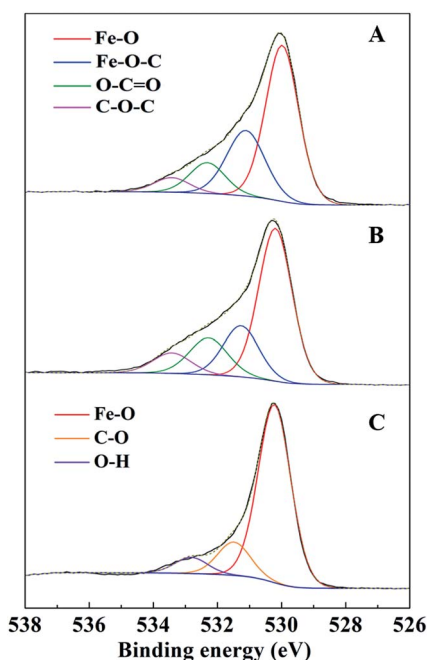 A
Fe-O
Fe-O-C
O-C=O
C-O-C
B
Fe-O
C-O
O-H
C
538 536 534 532 530 528 526
Binding energy (eV)